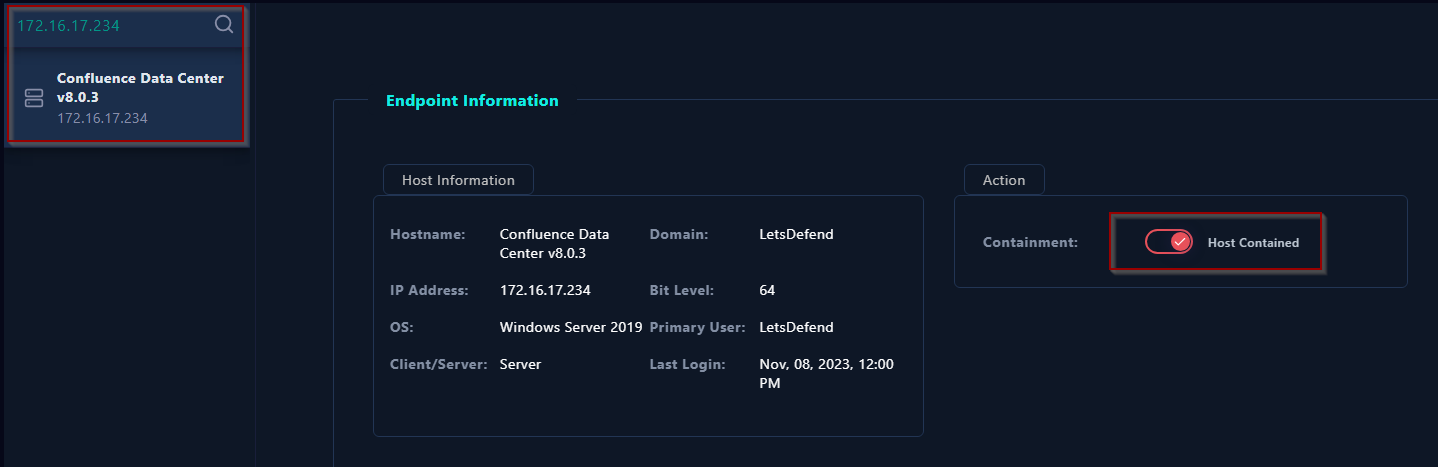 172.16.17.234
Confluence Data Center
v8.0.3
172.16.17.234
Endpoint Information
Host Information
Hostname: Confluence Data Center v8.0.3
Domain: LetsDefend
IP Address: 172.16.17.234
Bit Level: 64
OS: Windows Server 2019
Primary User: LetsDefend
Client/Server: Server
Last Login: Nov, 08, 2023, 12:00 PM
Action
Containment: Host Contained